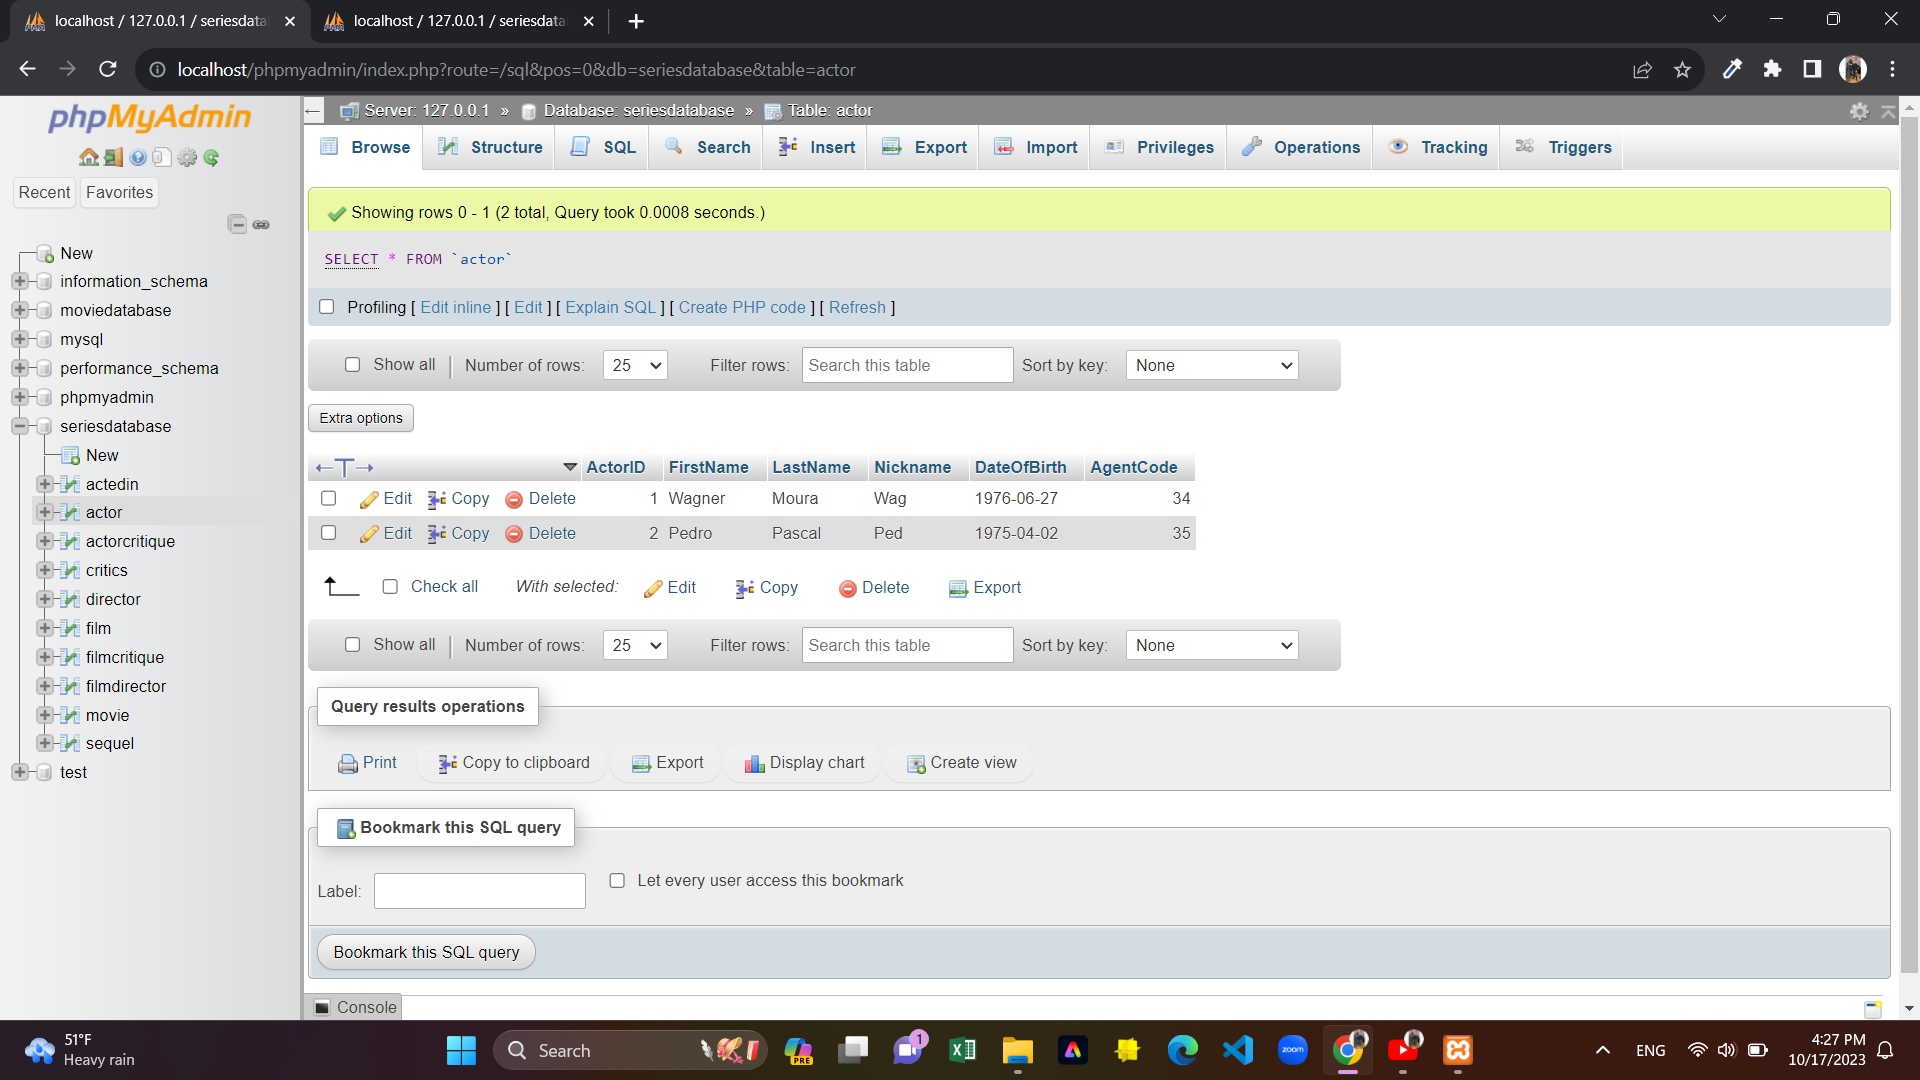 localhost / 127.0.0.1 / seriesdata
localhost / 127.0.0.1 / seriesdata
localhost/phpmyadmin/index.php?route=/sql&pos=0&db=seriesdatabase&table=actor
phpMyAdmin
Recent Favorites
New
information_schema
moviedatabase
mysql
performance_schema
phpmyadmin
seriesdatabase
New
actedin
actor
actorcritique
critics
director
film
filmcritique
filmdirector
movie
sequel
test
Server: 127.0.0.1 » Database: seriesdatabase » Table: actor
Browse Structure SQL Search Insert Export Import Privileges Operations Tracking Triggers
Showing rows 0 - 1 (2 total, Query took 0.0008 seconds.)
SELECT * FROM `actor`
Profiling [ Edit inline ] [ Edit ] [ Explain SQL ] [ Create PHP code ] [ Refresh ]
Show all Number of rows: 25 Filter rows: Search this table Sort by key: None
Extra options
ActorID FirstName LastName Nickname DateOfBirth AgentCode
Edit Copy Delete 1 Wagner Moura Wag 1976-06-27 34
Edit Copy Delete 2 Pedro Pascal Ped 1975-04-02 35
Check all With selected: Edit Copy Delete Export
Show all Number of rows: 25 Filter rows: Search this table Sort by key: None
Query results operations
Print Copy to clipboard Export Display chart Create view
Bookmark this SQL query
Label: Let every user access this bookmark
Bookmark this SQL query
Console
51°F
Heavy rain
Search
PRE
1
zoom
ENG
4:27 PM
10/17/2023